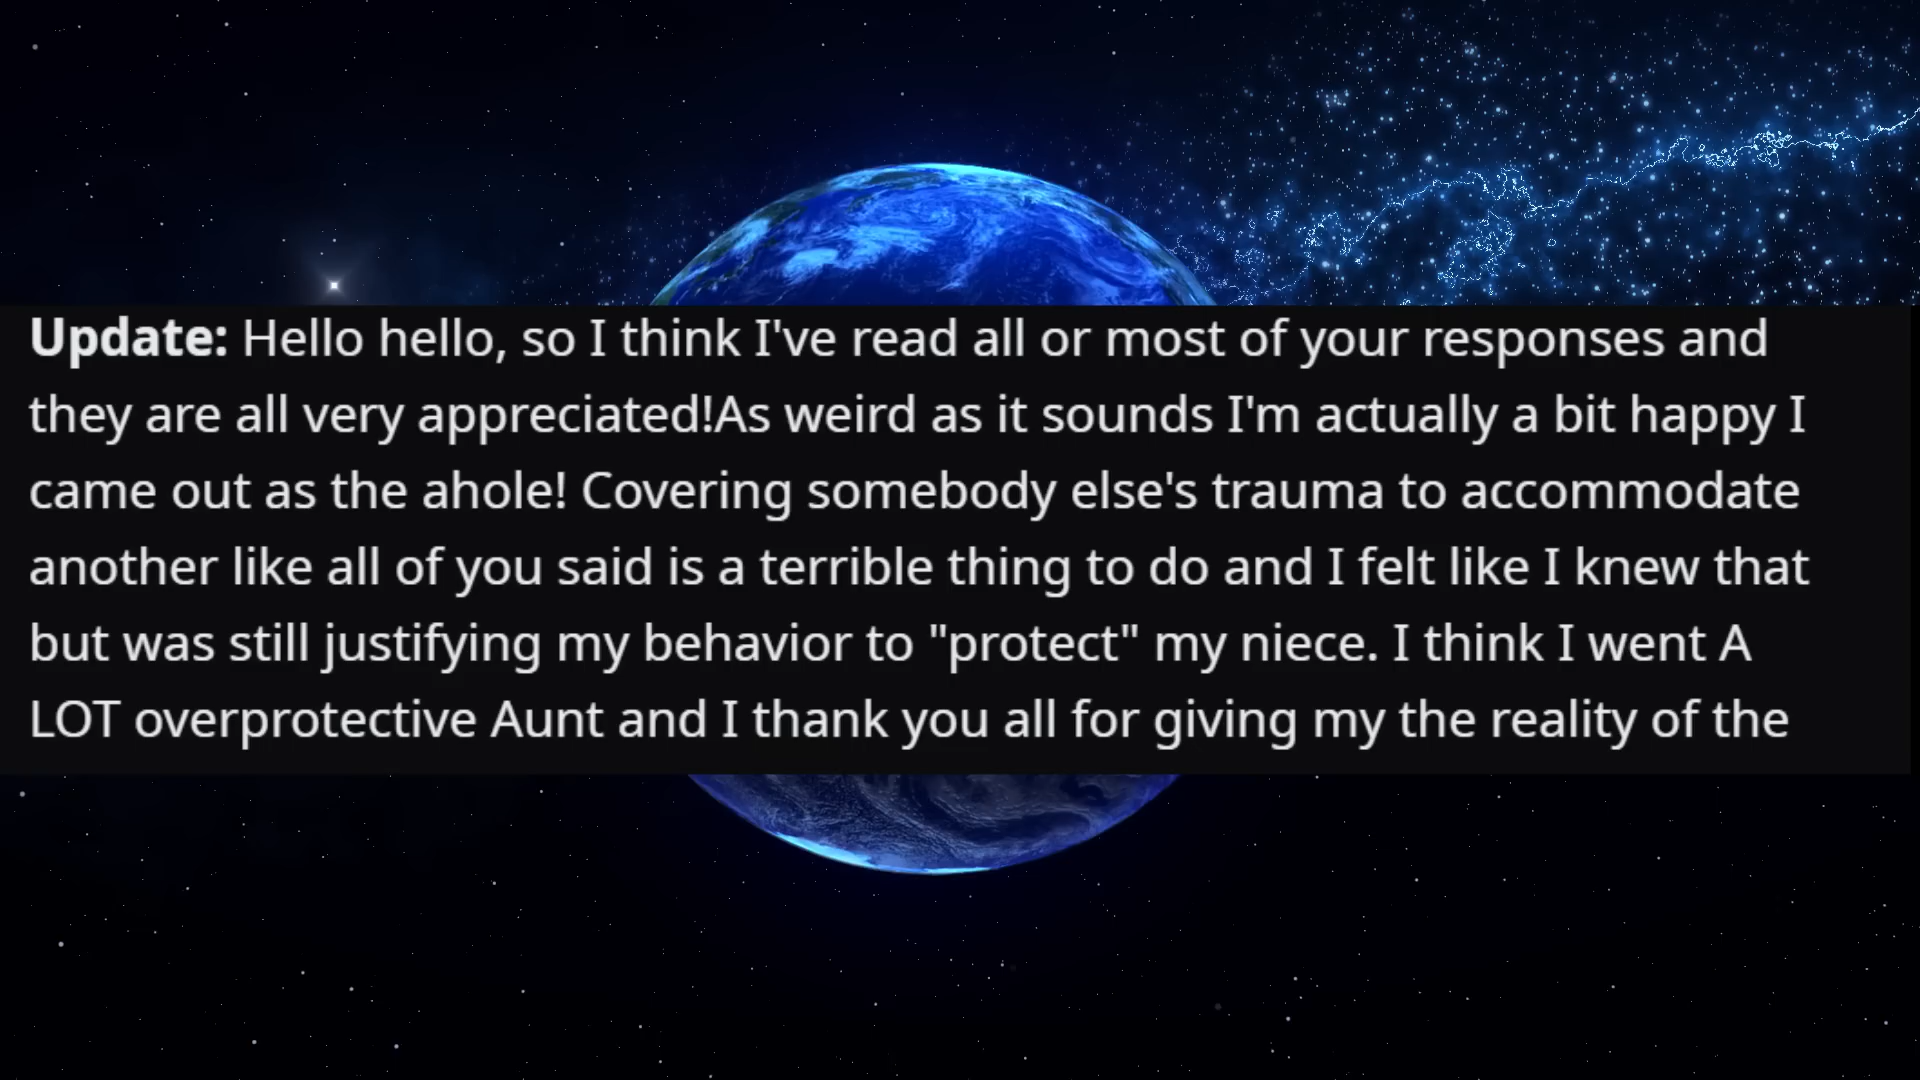 Update: Hello hello, so I think I've read all or most of your responses and
they are all very appreciated!As weird as it sounds I'm actually a bit happy I
came out as the ahole! Covering somebody else's trauma to accommodate
another like all of you said is a terrible thing to do and I felt like I knew that
but was still justifying my behavior to "protect" my niece. I think I went A
LOT overprotective Aunt and I thank you all for giving my the reality of the